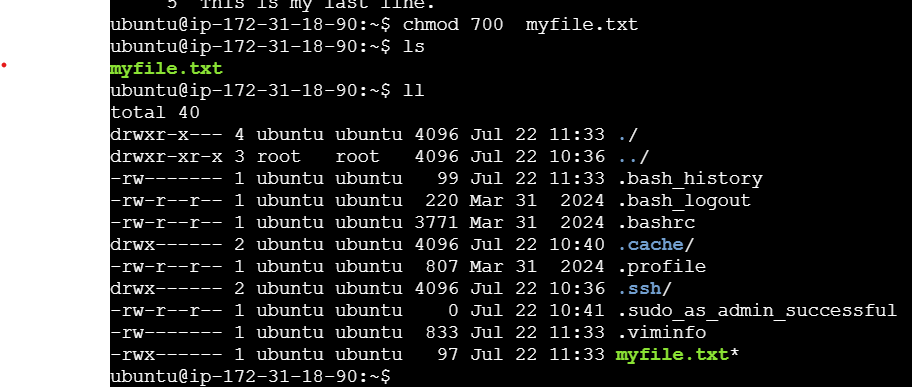 5  This is my last line.
ubuntu@ip-172-31-18-90:~$ chmod 700  myfile.txt
ubuntu@ip-172-31-18-90:~$ ls
myfile.txt
ubuntu@ip-172-31-18-90:~$ ll
total 40
drwxr-x--- 4 ubuntu ubuntu 4096 Jul 22 11:33 ./
drwxr-xr-x 3 root   root   4096 Jul 22 10:36 ../
-rw------- 1 ubuntu ubuntu   99 Jul 22 11:33 .bash_history
-rw-r--r-- 1 ubuntu ubuntu  220 Mar 31  2024 .bash_logout
-rw-r--r-- 1 ubuntu ubuntu 3771 Mar 31  2024 .bashrc
drwx------ 2 ubuntu ubuntu 4096 Jul 22 10:40 .cache/
-rw-r--r-- 1 ubuntu ubuntu  807 Mar 31  2024 .profile
drwx------ 2 ubuntu ubuntu 4096 Jul 22 10:36 .ssh/
-rw-r--r-- 1 ubuntu ubuntu    0 Jul 22 10:41 .sudo_as_admin_successful
-rw------- 1 ubuntu ubuntu  833 Jul 22 11:33 .viminfo
-rwx------ 1 ubuntu ubuntu   97 Jul 22 11:33 myfile.txt*
ubuntu@ip-172-31-18-90:~$